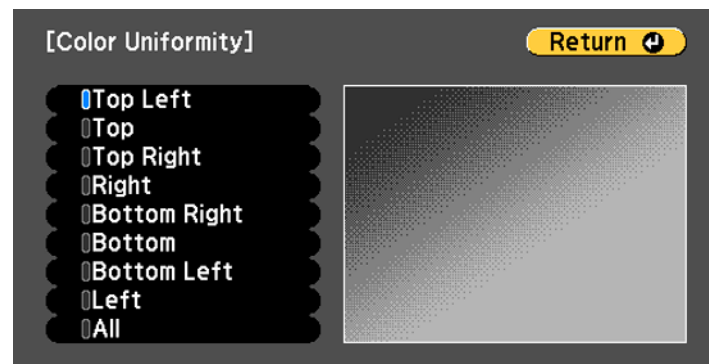 [Color Uniformity]
Return
Top Left
Top
Top Right
Right
Bottom Right
Bottom
Bottom Left
Left
All